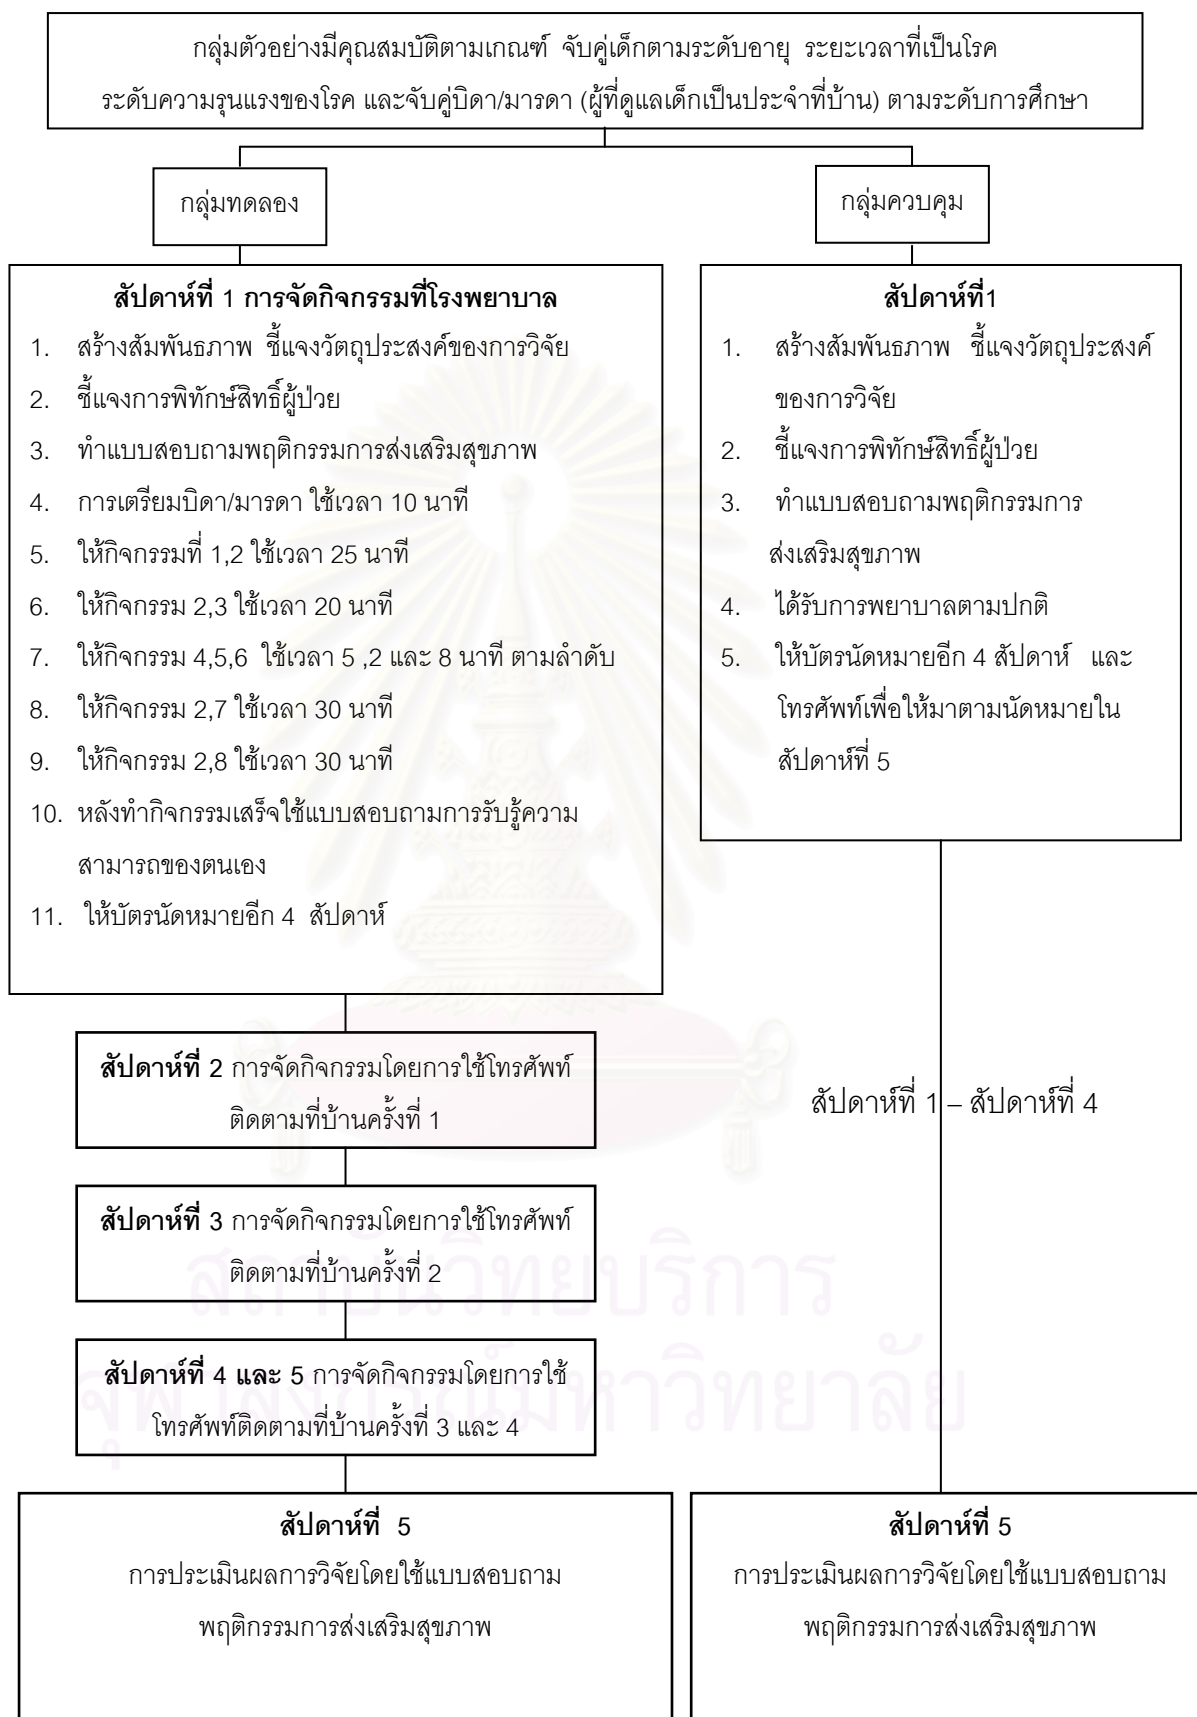 กลุ่มตัวอย่างมีคุณสมบัติตามเกณฑ์ จับคู่เด็กตามระดับอายุ ระยะเวลาที่เป็นโรค
ระดับความรุนแรงของโรค และจับคู่บิดา/มารดา (ผู้ที่ดูแลเด็กเป็นประจำที่บ้าน) ตามระดับการศึกษา
กลุ่มทดลอง
กลุ่มควบคุม
สัปดาห์ที่ 1 การจัดกิจกรรมที่โรงพยาบาล
1. สร้างสัมพันธภาพ ชี้แจงวัตถุประสงค์ของการวิจัย
2. ชี้แจงการพิทักษ์สิทธิ์ผู้ป่วย
3. ทำแบบสอบถามพฤติกรรมการส่งเสริมสุขภาพ
4. การเตรียมบิดา/มารดา ใช้เวลา 10 นาที
5. ให้กิจกรรมที่ 1,2 ใช้เวลา 25 นาที
6. ให้กิจกรรม 2,3 ใช้เวลา 20 นาที
7. ให้กิจกรรม 4,5,6 ใช้เวลา 5 ,2 และ 8 นาที ตามลำดับ
8. ให้กิจกรรม 2,7 ใช้เวลา 30 นาที
9. ให้กิจกรรม 2,8 ใช้เวลา 30 นาที
10. หลังทำกิจกรรมเสร็จใช้แบบสอบถามการรับรู้ความ
สามารถของตนเอง
11. ให้บัตรนัดหมายอีก 4 สัปดาห์
สัปดาห์ที่1
1. สร้างสัมพันธภาพ ชี้แจงวัตถุประสงค์
ของการวิจัย
2. ชี้แจงการพิทักษ์สิทธิ์ผู้ป่วย
3. ทำแบบสอบถามพฤติกรรมการ
ส่งเสริมสุขภาพ
4. ได้รับการพยาบาลตามปกติ
5. ให้บัตรนัดหมายอีก 4 สัปดาห์ และ
โทรศัพท์เพื่อให้มาตามนัดหมายใน
สัปดาห์ที่ 5
สัปดาห์ที่ 2 การจัดกิจกรรมโดยการใช้โทรศัพท์
ติดตามที่บ้านครั้งที่ 1
สัปดาห์ที่ 1 – สัปดาห์ที่ 4
สัปดาห์ที่ 3 การจัดกิจกรรมโดยการใช้โทรศัพท์
ติดตามที่บ้านครั้งที่ 2
สถาบันวิทยบริการ
จุฬาลงกรณ์มหาวิทยาลัย
สัปดาห์ที่ 4 และ 5 การจัดกิจกรรมโดยการใช้
โทรศัพท์ติดตามที่บ้านครั้งที่ 3 และ 4
สัปดาห์ที่ 5
การประเมินผลการวิจัยโดยใช้แบบสอบถาม
พฤติกรรมการส่งเสริมสุขภาพ
สัปดาห์ที่ 5
การประเมินผลการวิจัยโดยใช้แบบสอบถาม
พฤติกรรมการส่งเสริมสุขภาพ